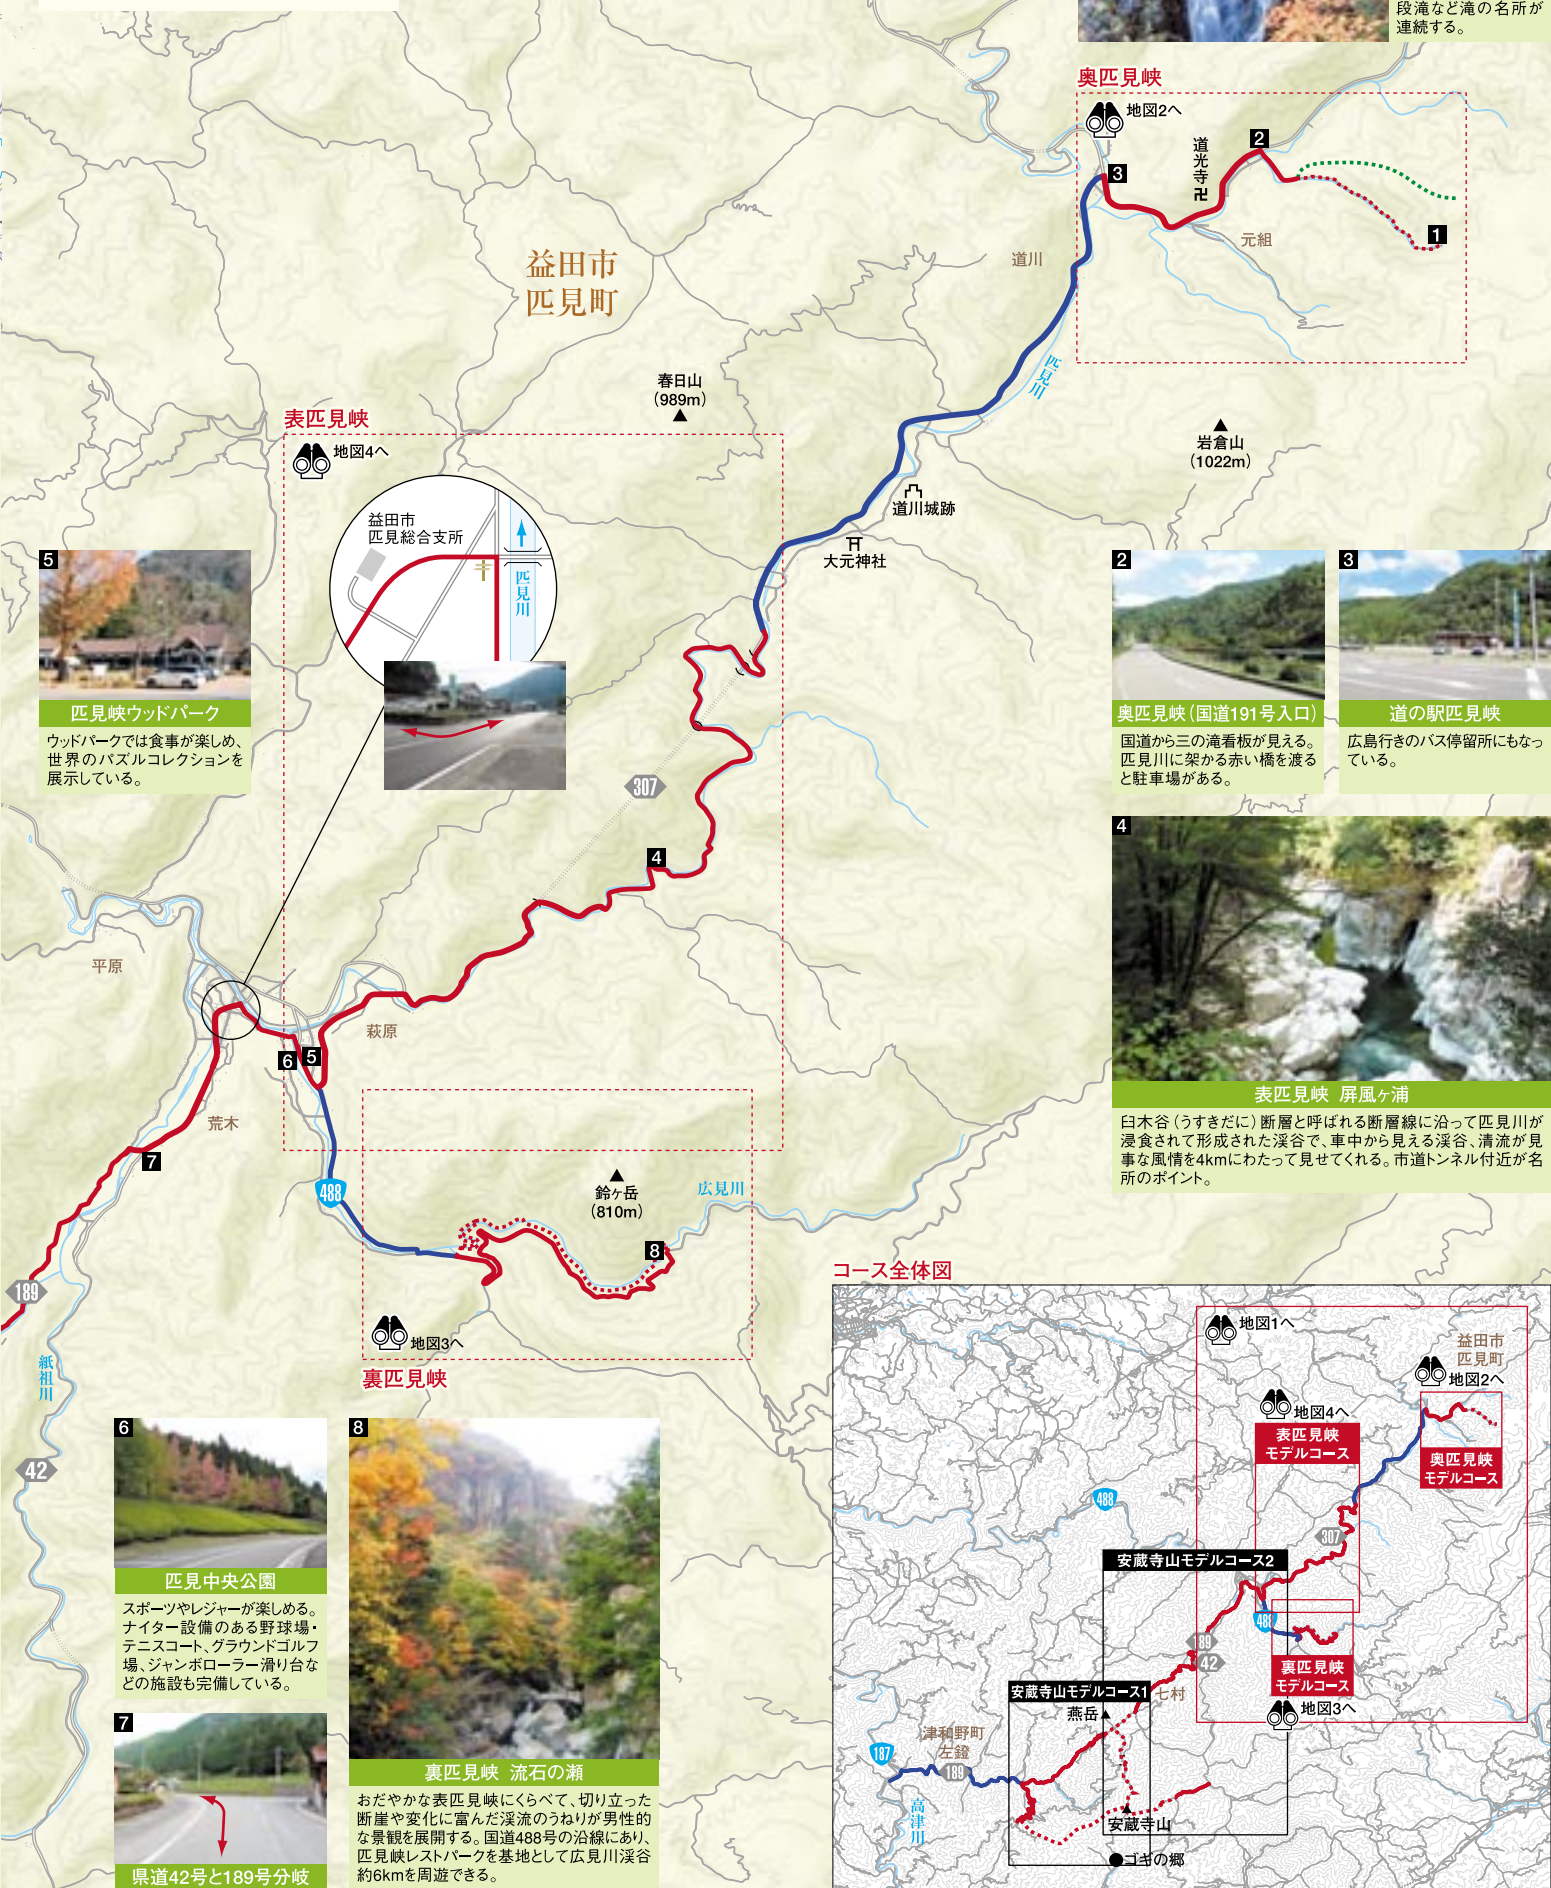 段滝など滝の名所が
連続する。
奥匹見峡
地図2へ
2
3
道光寺
元組
1
道川
益田市
匹見町
匹見川
春日山
(989m)
岩倉山
(1022m)
道川城跡
大元神社
表匹見峡
地図4へ
益田市
匹見総合支所
匹見川
5
匹見峡ウッドパーク
ウッドパークでは食事が楽しめ、
世界のパズルコレクションを
展示している。
2
奥匹見峡(国道191号入口)
国道から三の滝看板が見える。
匹見川に架かる赤い橋を渡る
と駐車場がある。
3
道の駅匹見峡
広島行きのバス停留所にもなっ
ている。
307
4
4
表匹見峡 屏風ヶ浦
臼木谷(うすきだに)断層と呼ばれる断層線に沿って匹見川が
浸食されて形成された渓谷で、車中から見える渓谷、清流が見
事な風情を4kmにわたって見せてくれる。市道トンネル付近が名
所のポイント。
平原
萩原
6
5
荒木
7
488
鈴ヶ岳
(810m)
広見川
8
189
地図3へ
裏匹見峡
紙祖川
42
6
匹見中央公園
スポーツやレジャーが楽しめる。
ナイター設備のある野球場・
テニスコート、グラウンドゴルフ
場、ジャンボローラー滑り台な
どの施設も完備している。
7
県道42号と189号分岐
8
裏匹見峡 流石の瀬
おだやかな表匹見峡にくらべて、切り立った
断崖や変化に富んだ渓流のうねりが男性的
な景観を展開する。国道488号の沿線にあり、
匹見峡レストパークを基地として広見川渓谷
約6kmを周遊できる。
コース全体図
地図1へ
益田市
匹見町
地図2へ
地図4へ
表匹見峡
モデルコース
奥匹見峡
モデルコース
488
307
安蔵寺山モデルコース2
488
189
42
裏匹見峡
モデルコース
地図3へ
安蔵寺山モデルコース1
七村
燕岳
津和野町
左鐙
187
189
高津川
安蔵寺山
ゴギの郷